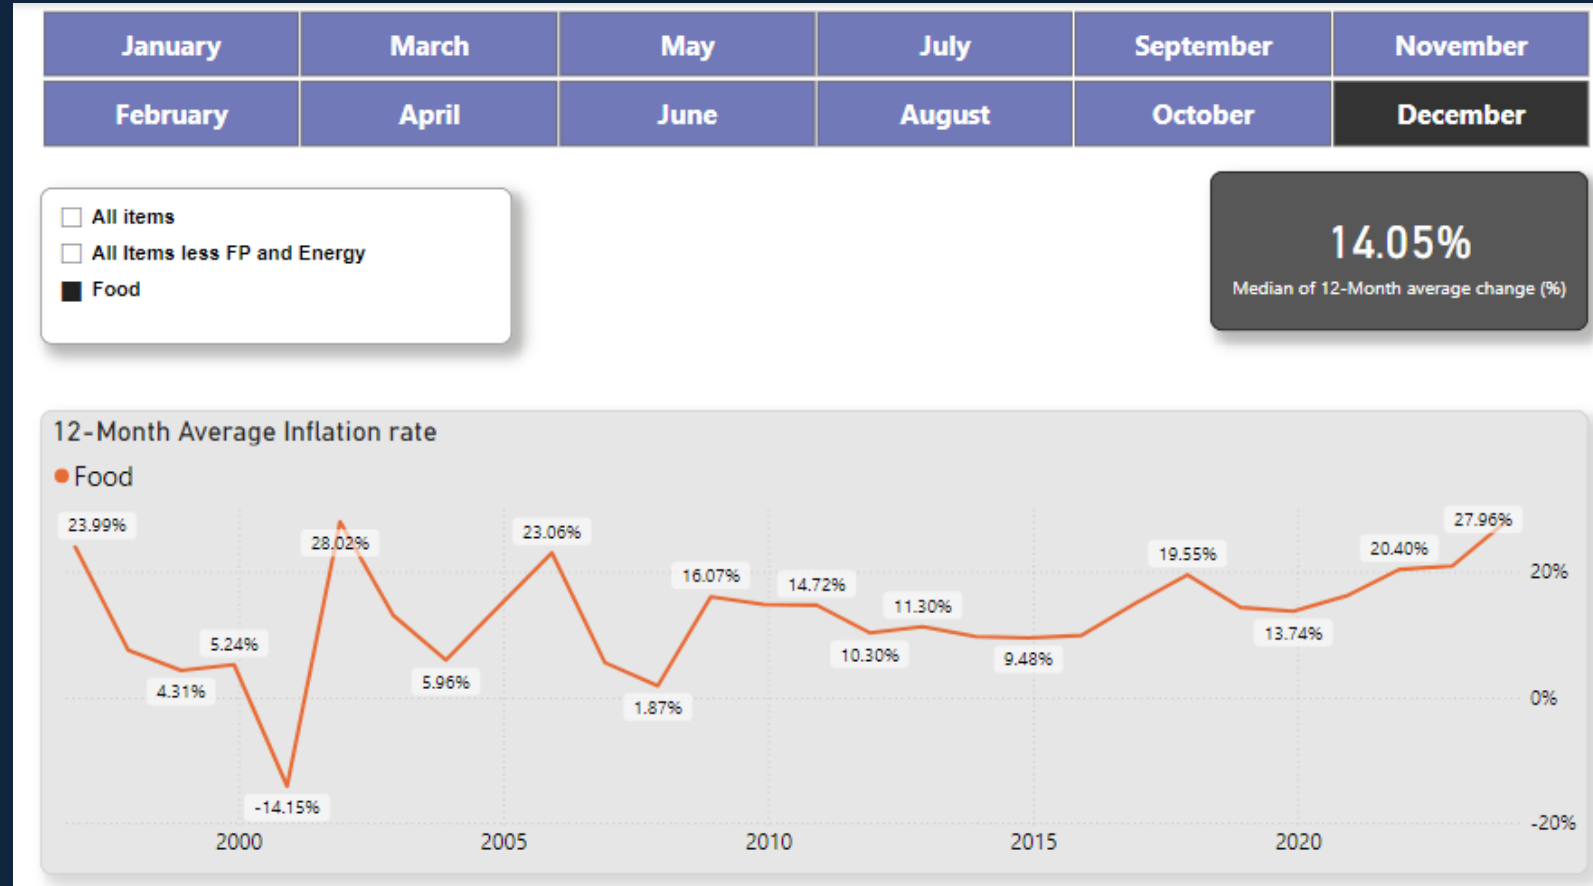 January March May July September November
February April June August October December
All items
All Items less FP and Energy
Food
14.05%
Median of 12-Month average change (%)
12-Month Average Inflation rate
Food
23.99%
4.31%
5.24%
-14.15%
28.02%
5.96%
23.06%
1.87%
16.07%
14.72%
10.30%
11.30%
9.48%
19.55%
13.74%
20.40%
27.96%
20%
0%
-20%
2000 2005 2010 2015 2020